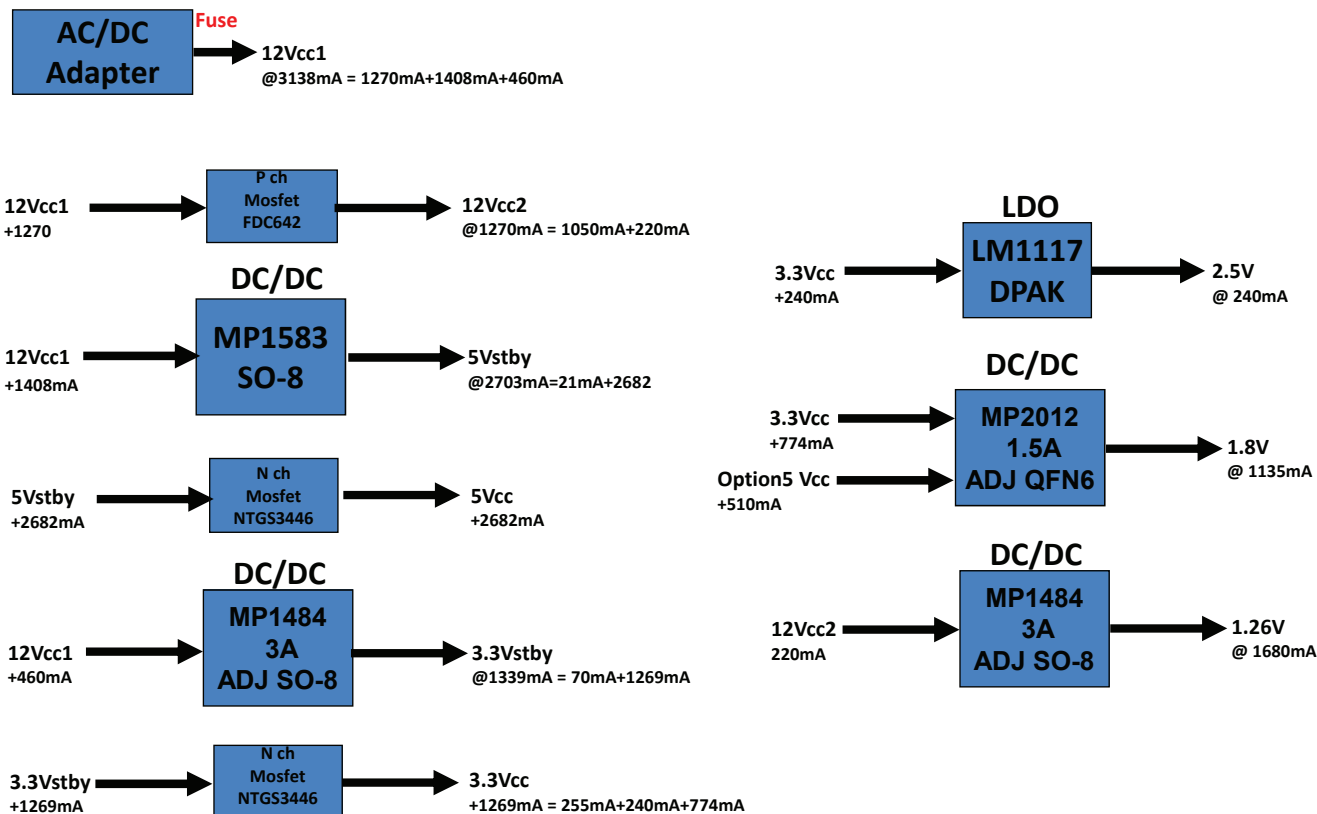 AC/DC
Adapter
Fuse
12Vcc1
@3138mA = 1270mA+1408mA+460mA
12Vcc1
+1270
P ch
Mosfet
FDC642
12Vcc2
@1270mA = 1050mA+220mA
DC/DC
12Vcc1
+1408mA
MP1583
SO-8
5Vstby
@2703mA=21mA+2682
5Vstby
+2682mA
N ch
Mosfet
NTGS3446
5Vcc
+2682mA
DC/DC
12Vcc1
+460mA
MP1484
3A
ADJ SO-8
3.3Vstby
@1339mA = 70mA+1269mA
3.3Vstby
+1269mA
N ch
Mosfet
NTGS3446
3.3Vcc
+1269mA = 255mA+240mA+774mA
LDO
3.3Vcc
+240mA
LM1117
DPAK
2.5V
@ 240mA
DC/DC
3.3Vcc
+774mA
Option5 Vcc
+510mA
MP2012
1.5A
ADJ QFN6
1.8V
@ 1135mA
DC/DC
12Vcc2
220mA
MP1484
3A
ADJ SO-8
1.26V
@ 1680mA